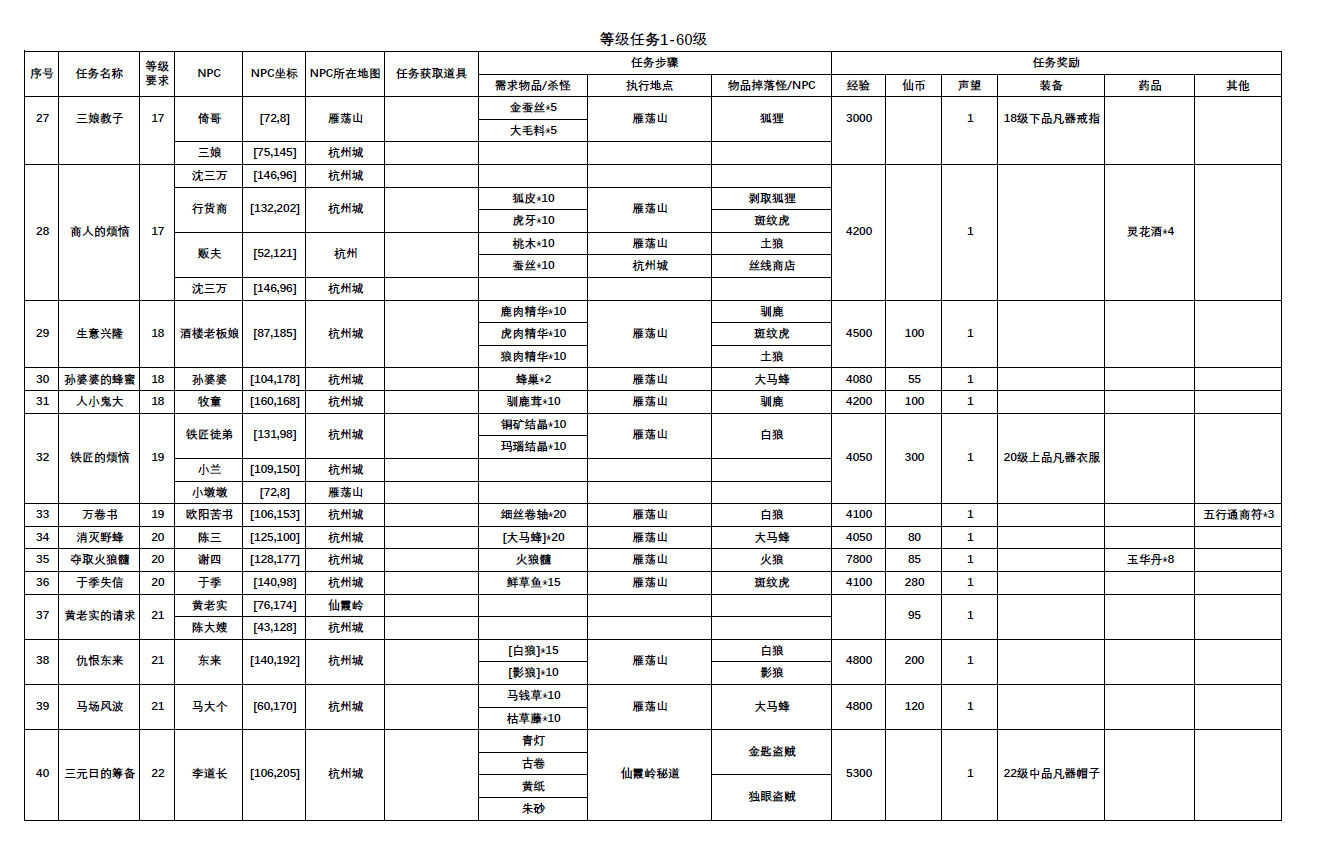 等级任务1-60级
序号 任务名称 等级要求 NPC NPC坐标 NPC所在地图 任务获取道具 任务步骤 任务奖励
需求物品/杀怪 执行地点 物品掉落怪/NPC 经验 仙币 声望 装备 药品 其他
27 三娘教子 17 倚哥 [72,8] 雁荡山 金蚕丝*5 雁荡山 狐狸 3000 1 18级下品凡器戒指
大毛料*5
三娘 [75,145] 杭州城
28 商人的烦恼 17 沈三万 [146,96] 杭州城 4200 1 灵花酒*4
行货商 [132,202] 杭州城 狐皮*10 雁荡山 剥取狐狸
虎牙*10 斑纹虎
贩夫 [52,121] 杭州 桃木*10 雁荡山 土狼
蚕丝*10 杭州城 丝线商店
沈三万 [146,96] 杭州城
29 生意兴隆 18 酒楼老板娘 [87,185] 杭州城 鹿肉精华*10 雁荡山 驯鹿 4500 100 1
虎肉精华*10 斑纹虎
狼肉精华*10 土狼
30 孙婆婆的蜂蜜 18 孙婆婆 [104,178] 杭州城 蜂巢*2 雁荡山 大马蜂 4080 55 1
31 人小鬼大 18 牧童 [160,168] 杭州城 驯鹿茸*10 雁荡山 驯鹿 4200 100 1
32 铁匠的烦恼 19 铁匠徒弟 [131,98] 杭州城 铜矿结晶*10 雁荡山 白狼 4050 300 1 20级上品凡器衣服
玛瑙结晶*10
小兰 [109,150] 杭州城
小墩墩 [72,8] 雁荡山
33 万卷书 19 欧阳苦书 [106,153] 杭州城 细丝卷轴*20 雁荡山 白狼 4100 1 五行通商符*3
34 消灭野蜂 20 陈三 [125,100] 杭州城 [大马蜂]*20 雁荡山 大马蜂 4050 80 1
35 夺取火狼髓 20 谢四 [128,177] 杭州城 火狼髓 雁荡山 火狼 7800 85 1 玉华丹*8
36 于季失信 20 于季 [140,98] 杭州城 鲜草鱼*15 雁荡山 斑纹虎 4100 280 1
37 黄老实的请求 21 黄老实 [76,174] 仙霞岭 95 1
陈大嫂 [43,128] 杭州城
38 仇恨东来 21 东来 [140,192] 杭州城 [白狼]*15 雁荡山 白狼 4800 200 1
[影狼]*10 影狼
39 马场风波 21 马大个 [60,170] 杭州城 马钱草*10 雁荡山 大马蜂 4800 120 1
枯草藤*10
40 三元日的筹备 22 李道长 [106,205] 杭州城 青灯 仙霞岭秘道 金匙盗贼 5300 1 22级中品凡器帽子
古卷
黄纸 独眼盗贼
朱砂